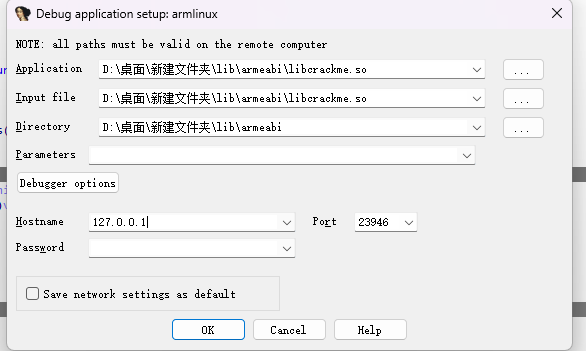 Debug application setup: armlinux
NOTE: all paths must be valid on the remote computer
Application D:\桌面\新建文件夹\lib\armeabi\libcrackme.so ...
Input file D:\桌面\新建文件夹\lib\armeabi\libcrackme.so ...
Directory D:\桌面\新建文件夹\lib\armeabi ...
Parameters
Debugger options
Hostname 127.0.0.1 Port 23946
Password
Save network settings as default
OK Cancel Help